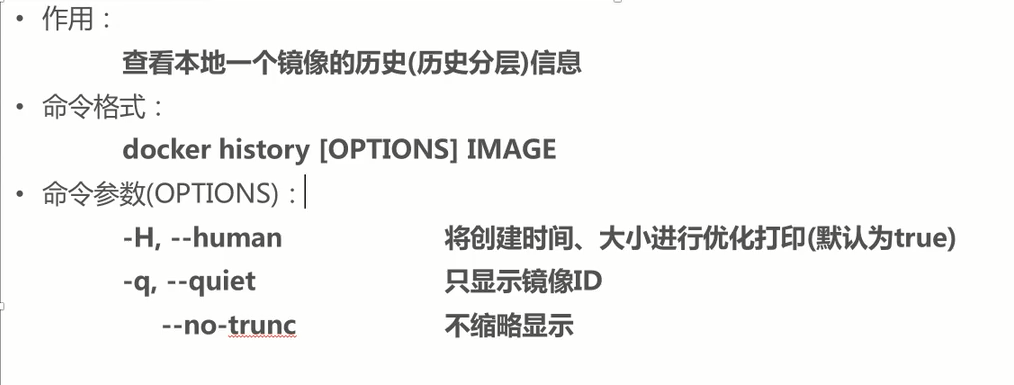 • 作用：
查看本地一个镜像的历史(历史分层)信息
• 命令格式：
docker history [OPTIONS] IMAGE
• 命令参数(OPTIONS)：
-H, --human 将创建时间、大小进行优化打印(默认为true)
-q, --quiet 只显示镜像ID
--no-trunc 不缩略显示